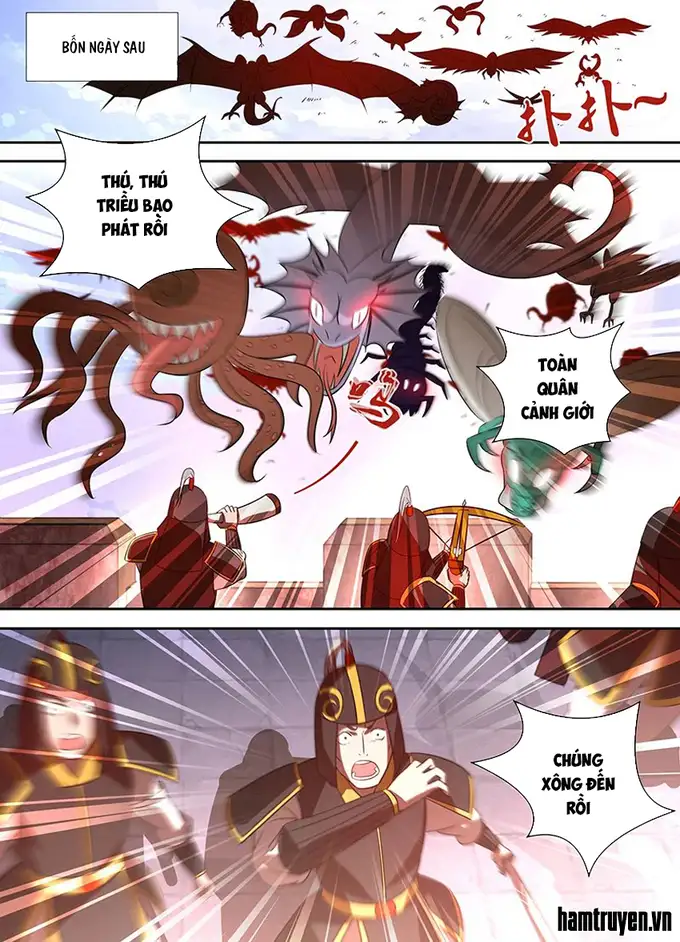 BỐN NGÀY SAU
扑扑~
THÚ, THÚ
TRIỀU BẠO
PHÁT RỒI
TOÀN
QUÂN
CẢNH GIỚI
CHÚNG
XÔNG ĐẾN
RỒI
hamtruyen.vn